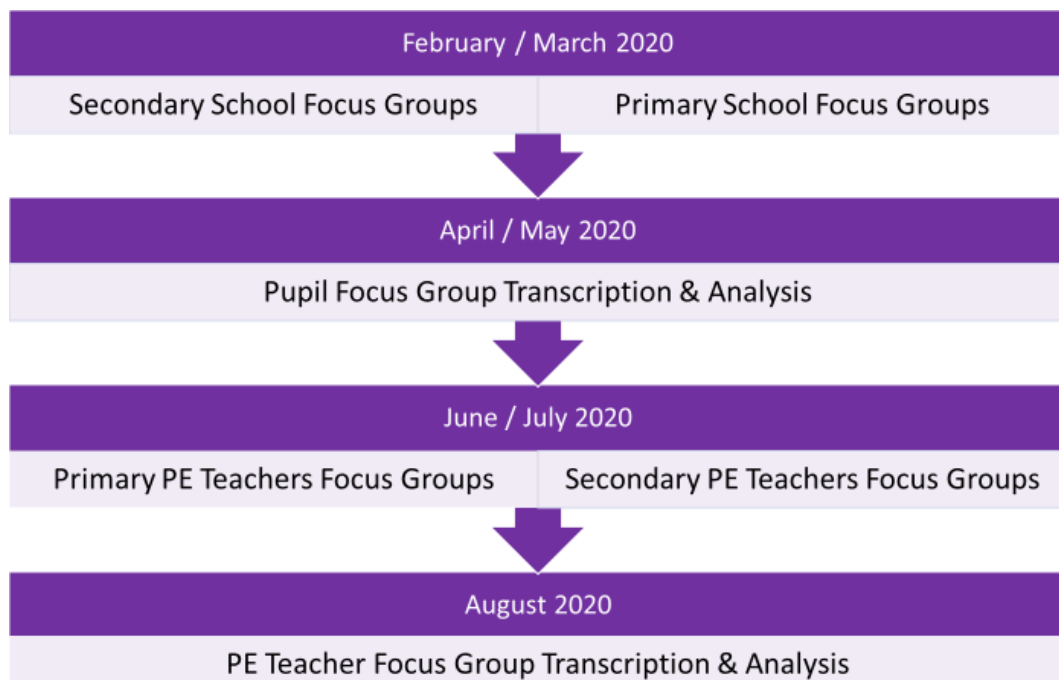 February / March 2020
Secondary School Focus Groups
Primary School Focus Groups
April / May 2020
Pupil Focus Group Transcription & Analysis
June / July 2020
Primary PE Teachers Focus Groups
Secondary PE Teachers Focus Groups
August 2020
PE Teacher Focus Group Transcription & Analysis